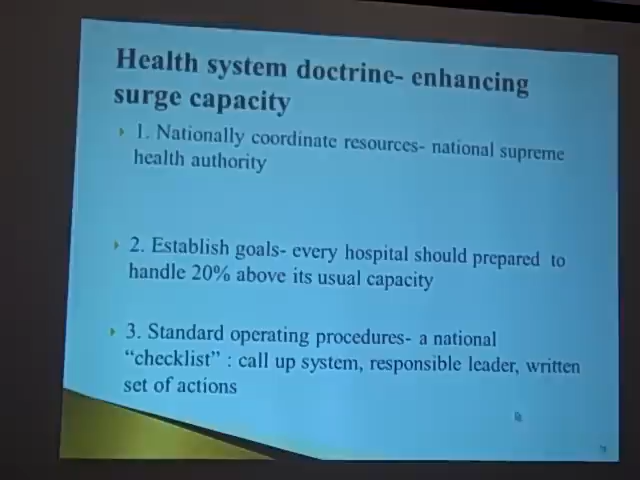 Health system doctrine- enhancing
surge capacity
1. Nationally coordinate resources- national supreme
health authority
2. Establish goals- every hospital should prepared to
handle 20% above its usual capacity
3. Standard operating procedures- a national
“checklist” : call up system, responsible leader, written
set of actions